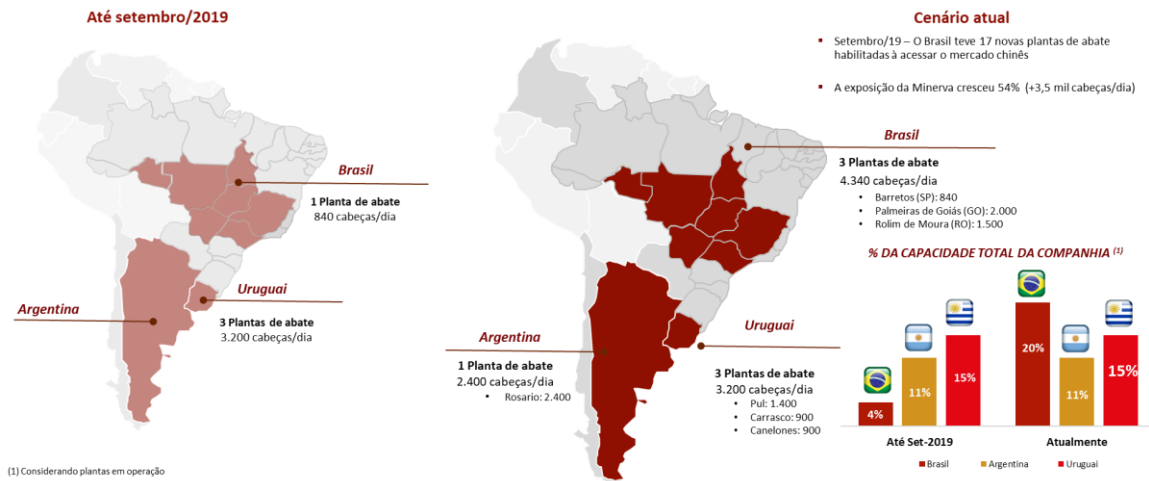 Até setembro/2019
Brasil
1 Planta de abate
840 cabeças/dia
Uruguai
3 Plantas de abate
3.200 cabeças/dia
Argentina
(1) Considerando plantas em operação
Cenário atual
▪ Setembro/19 – O Brasil teve 17 novas plantas de abate
habilitadas à acessar o mercado chinês
▪ A exposição da Minerva cresceu 54% (+3,5 mil cabeças/dia)
Brasil
3 Plantas de abate
4.340 cabeças/dia
• Barretos (SP): 840
• Palmeiras de Goiás (GO): 2.000
• Rolim de Moura (RO): 1.500
Argentina
1 Panta de abate
2.400 cabeças/dia
• Rosario: 2.400
Uruguai
3 Plantas de abate
3.200 cabeças/dia
• Pul: 1.400
• Carrasco: 900
• Canelones: 900
% DA CAPACIDADE TOTAL DA COMPANHIA (1)
4%
11%
15%
20%
11%
15%
Até Set-2019
Atualmente
Brasil
Argentina
Uruguai